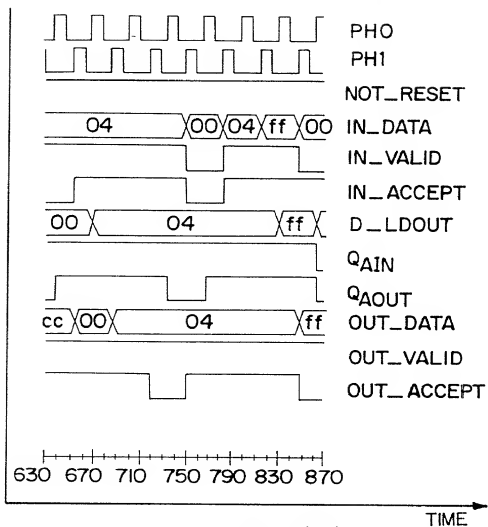 PH0
PH1
NOT_RESET
04 00 04 ff 00 IN_DATA
IN_VALID
IN_ACCEPT
00 04 ff D_LDOUT
QAIN
QAOUT
cc 00 04 ff OUT_DATA
OUT_VALID
OUT_ACCEPT
630 670 710 750 790 830 870
TIME